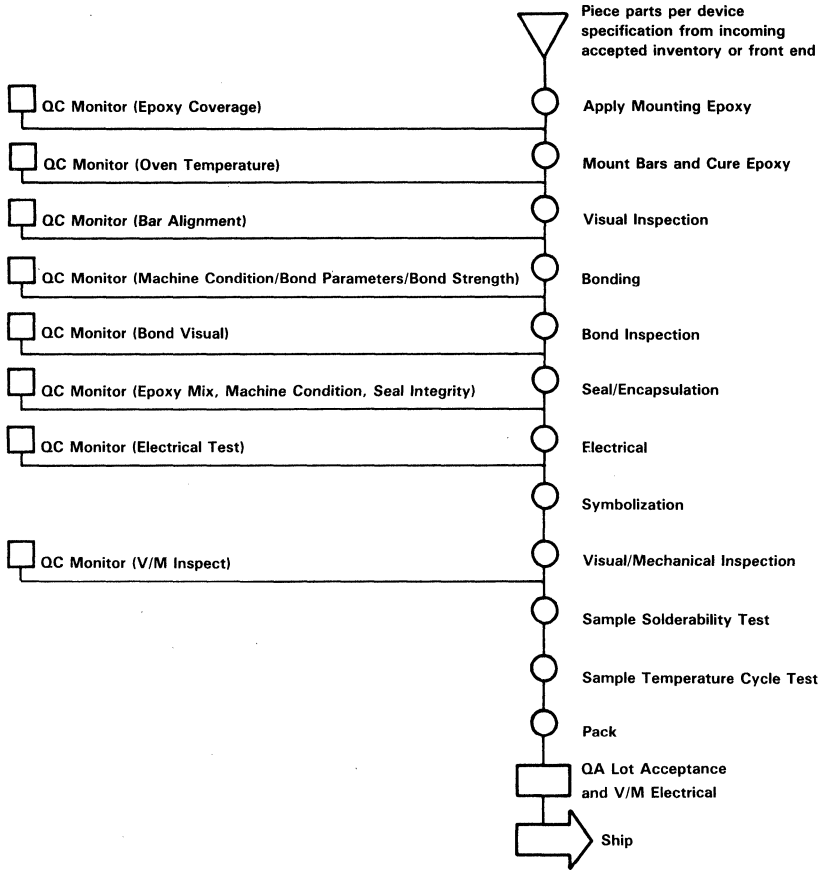 Piece parts per device
specification from incoming
accepted inventory or front end
QC Monitor (Epoxy Coverage)
Apply Mounting Epoxy
QC Monitor (Oven Temperature)
Mount Bars and Cure Epoxy
QC Monitor (Bar Alignment)
Visual Inspection
QC Monitor (Machine Condition/Bond Parameters/Bond Strength)
Bonding
QC Monitor (Bond Visual)
Bond Inspection
QC Monitor (Epoxy Mix, Machine Condition, Seal Integrity)
Seal/Encapsulation
QC Monitor (Electrical Test)
Electrical
Symbolization
QC Monitor (V/M Inspect)
Visual/Mechanical Inspection
Sample Solderability Test
Sample Temperature Cycle Test
Pack
QA Lot Acceptance
and V/M Electrical
Ship